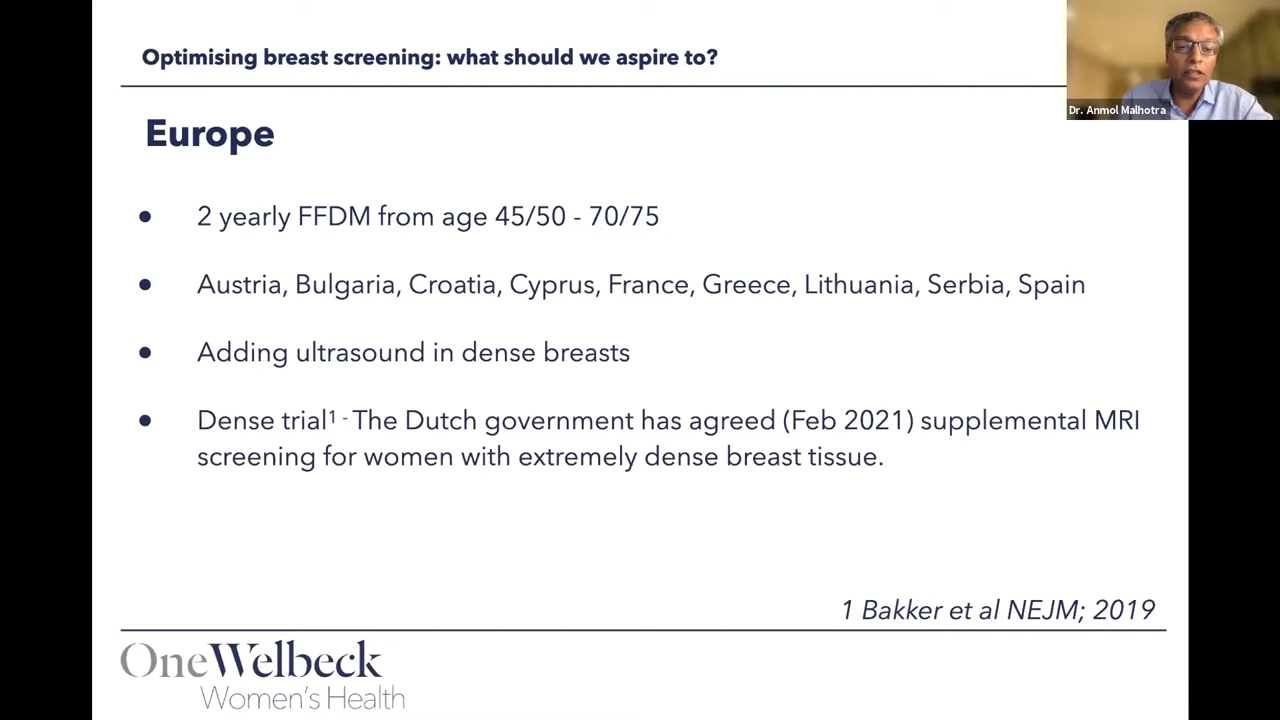 Optimising breast screening: what should we aspire to?
Dr. Anmol Malhotra
Europe
● 2 yearly FFDM from age 45/50 - 70/75
● Austria, Bulgaria, Croatia, Cyprus, France, Greece, Lithuania, Serbia, Spain
● Adding ultrasound in dense breasts
● Dense trial¹ - The Dutch government has agreed (Feb 2021) supplemental MRI
screening for women with extremely dense breast tissue.
1 Bakker et al NEJM; 2019
OneWelbeck
Women's Health